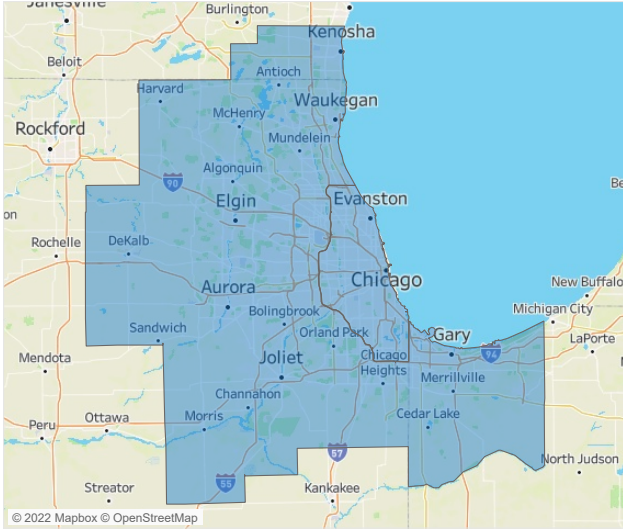 Janesville
Burlington
Kenosha
Beloit
Antioch
Harvard
Waukegan
McHenry
Rockford
Mundelein
Algonquin
90
Elgin
Evanston
on
Rochelle
DeKalb
Chicago
New Buffalo
Aurora
Bolingbrook
Michigan City
Sandwich
Orland Park
Gary
LaPorte
Mendota
Joliet
Chicago
Heights
94
Merrillville
Channahon
Morris
Cedar Lake
Ottawa
Peru
57
North Judson
55
Streator
Kankakee
© 2022 Mapbox © OpenStreetMap